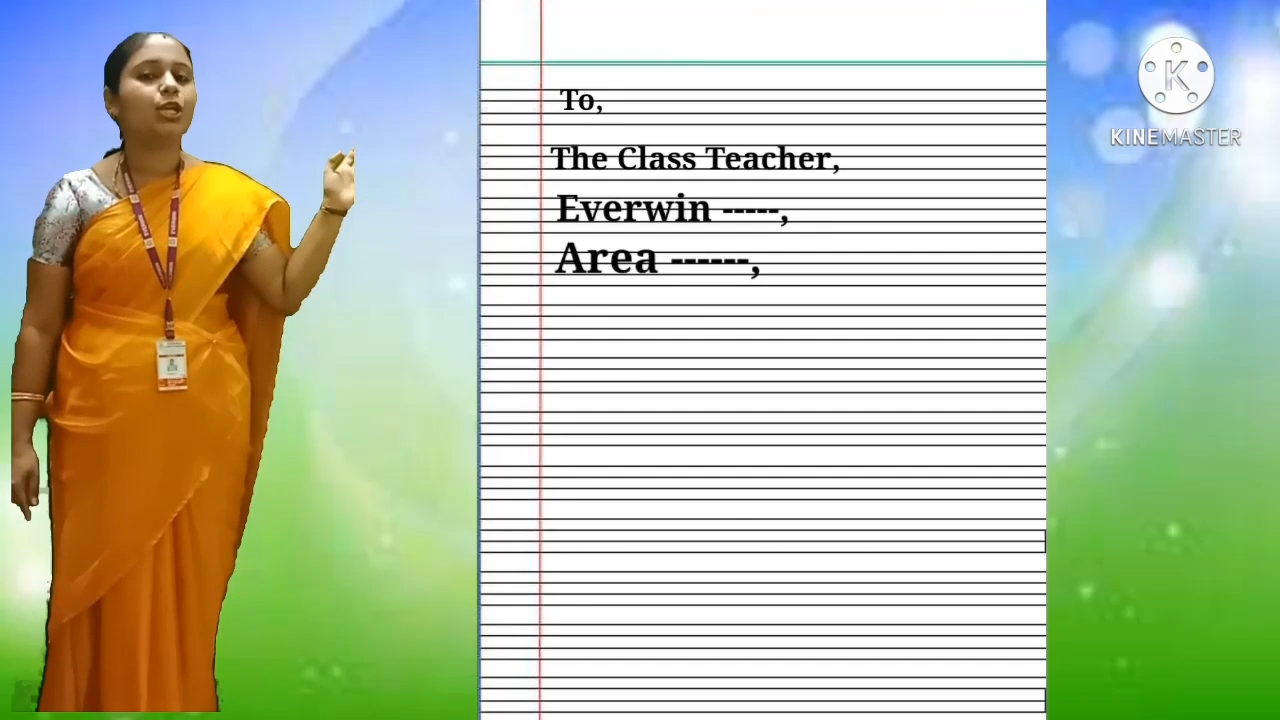 To,
The Class Teacher,
Everwin -----,
Area ------,
KINEMASTER